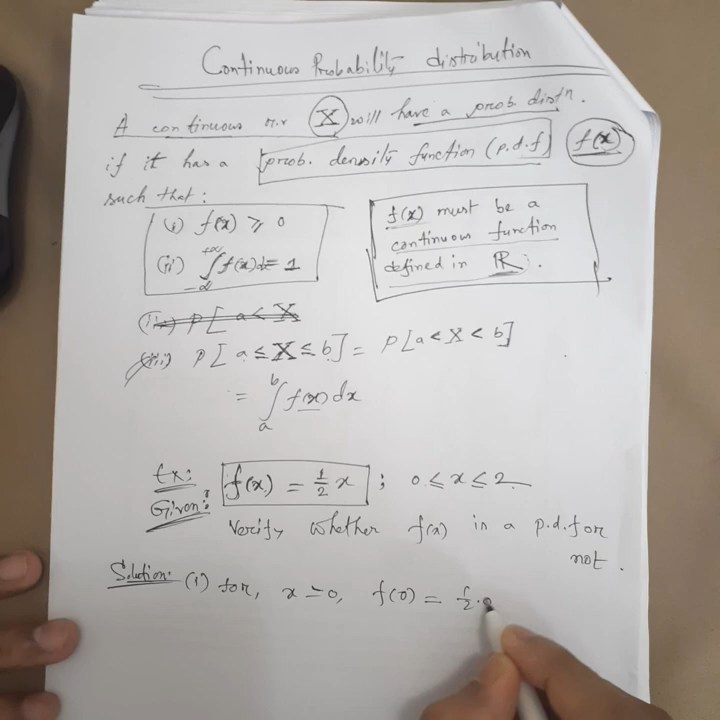 Continuous Probability distribution
A continuous r.v X will have a prob. distn.
if it has a prob. density function (p.d.f) f(x)
such that:
(i) f(x) ≥ 0
(ii) ∫_{-∞}^{+∞} f(x)dx = 1
f(x) must be a
continuous function
defined in ℝ.
P[ a < X
(iii) P[ a ≤ X ≤ b] = P[a < X < b]
= ∫_a^b f(x) dx
Ex:
Given: f(x) = 1/2 x ; 0 ≤ x ≤ 2
Verify whether f(x) is a p.d.f or
not.
Solution: (i) for, x = 0, f(0) = 1/2 .